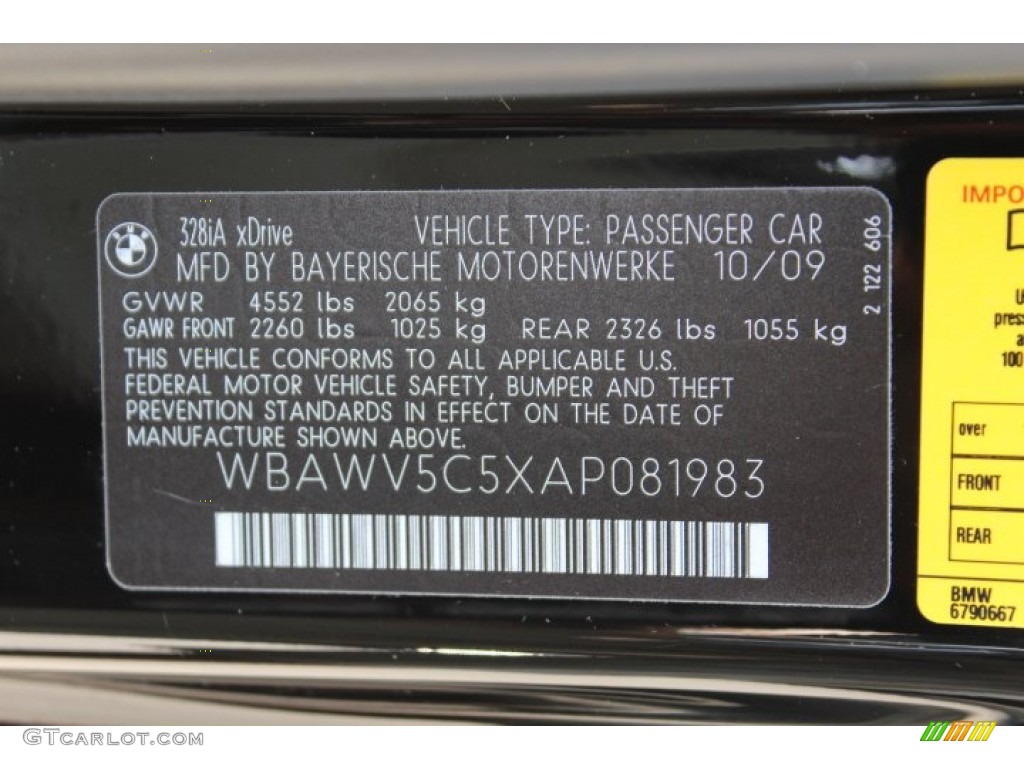 328iA xDrive VEHICLE TYPE: PASSENGER CAR
MFD BY BAYERISCHE MOTORENWERKE 10/09
GVWR 4552 lbs 2065 kg
GAWR FRONT 2260 lbs 1025 kg REAR 2326 lbs 1055 kg
THIS VEHICLE CONFORMS TO ALL APPLICABLE U.S.
FEDERAL MOTOR VEHICLE SAFETY, BUMPER AND THEFT
PREVENTION STANDARDS IN EFFECT ON THE DATE OF
MANUFACTURE SHOWN ABOVE.
WBAWV5C5XAP081983
2 122 606
IMPO
U
press
a
100
over
FRONT
REAR
BMW
6790667
GTCarlot.com